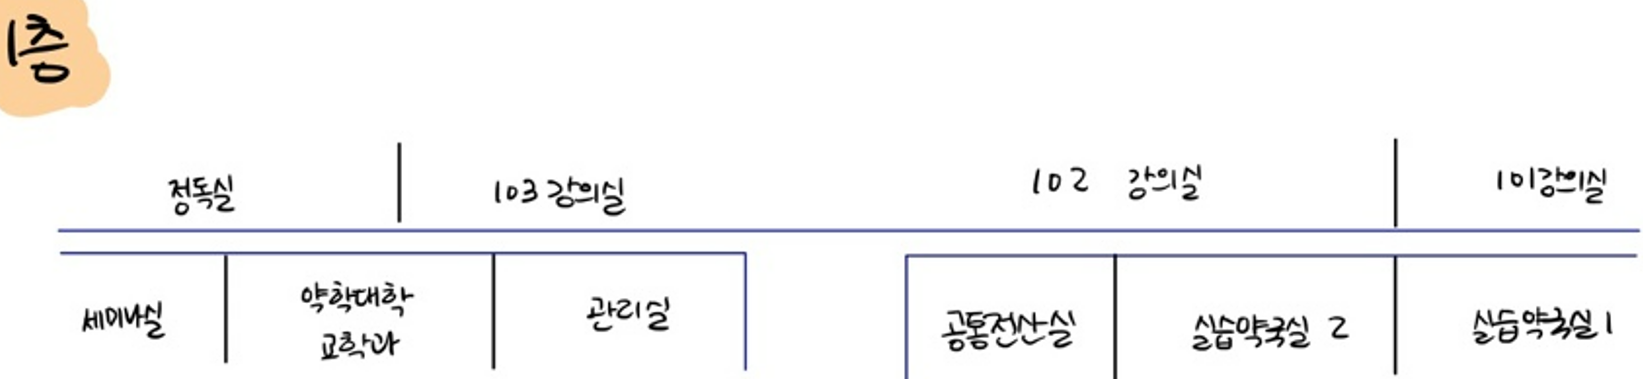 1층
정독실 103 강의실 102 강의실 101강의실
세미나실 약학대학 교학과 관리실 공통전산실 실습약국실 2 실습약국실 1